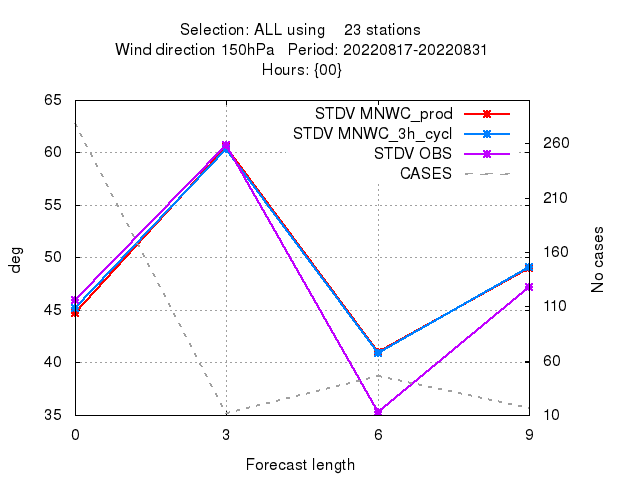 Selection: ALL using 23 stations
Wind direction 150hPa Period: 20220817-20220831
Hours: {00}
65
60
55
50
45
40
35
deg
STDV MNWC_prod
STDV MNWC_3h_cycl
STDV OBS
CASES
260
210
160
110
60
10
No cases
0
3
6
9
Forecast length